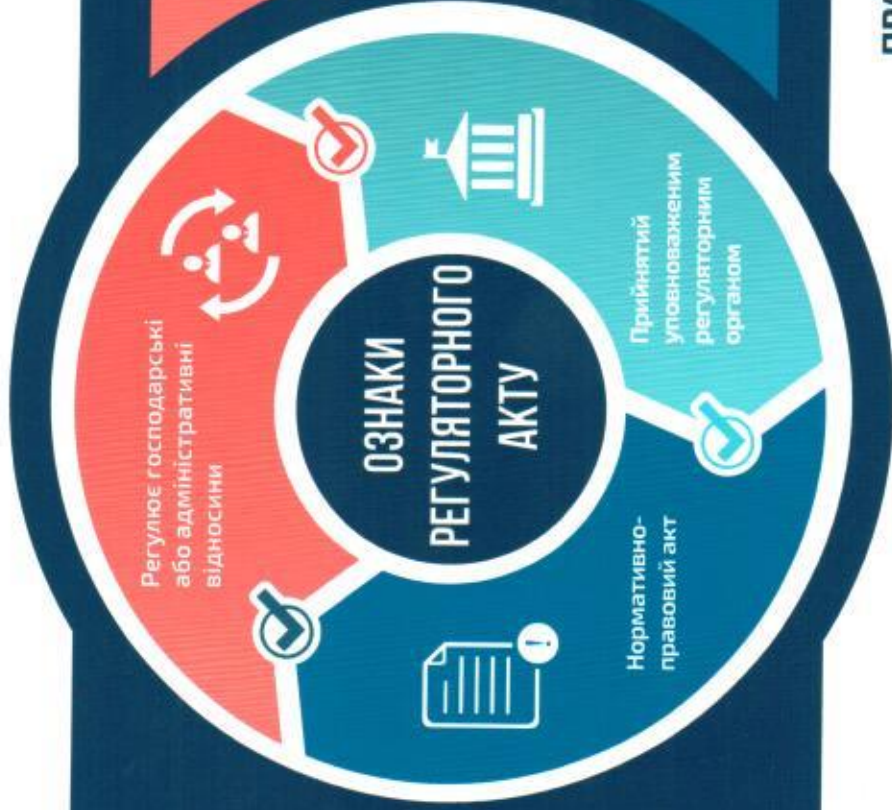 ОЗНАКИ
РЕГУЛЯТОРНОГО
АКТУ
Регулює господарські
або адміністративні
відносини
Прийнятий
уповноваженим
регуляторним
органом
Нормативно-
правовий акт